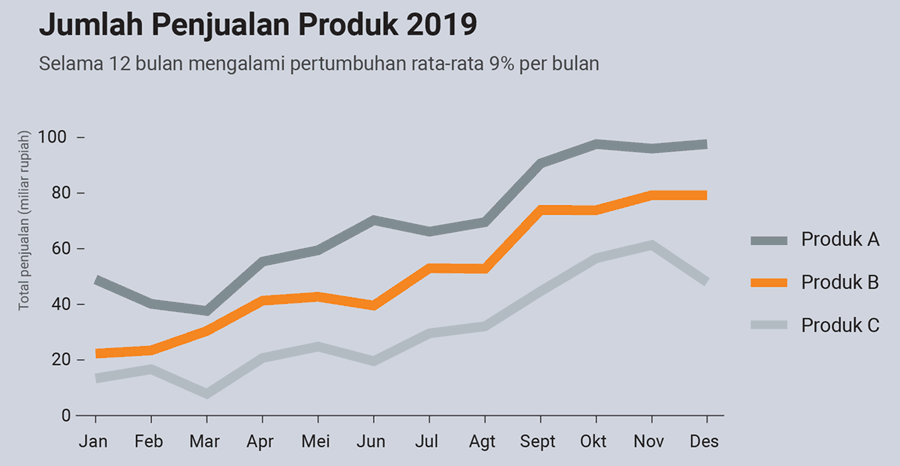 Jumlah Penjualan Produk 2019
Selama 12 bulan mengalami pertumbuhan rata-rata 9% per bulan
Total penjualan (miliar rupiah)
100
80
60
40
20
0
Jan Feb Mar Apr Mei Jun Jul Agt Sept Okt Nov Des
Produk A
Produk B
Produk C